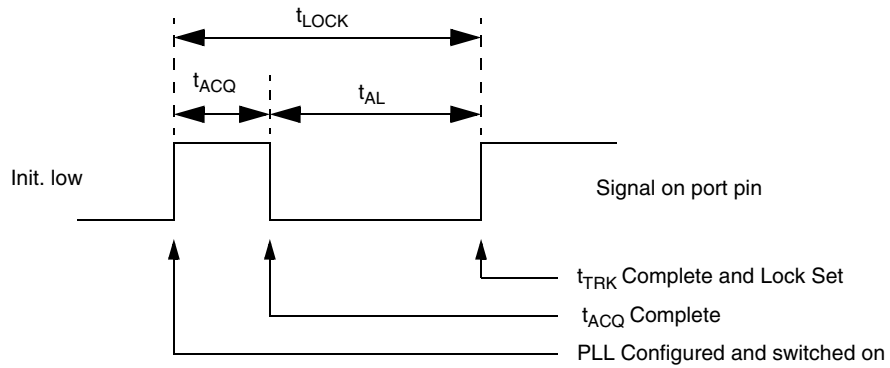 tLOCK
tACQ
tAL
Init. low
Signal on port pin
tTRK Complete and Lock Set
tACQ Complete
PLL Configured and switched on